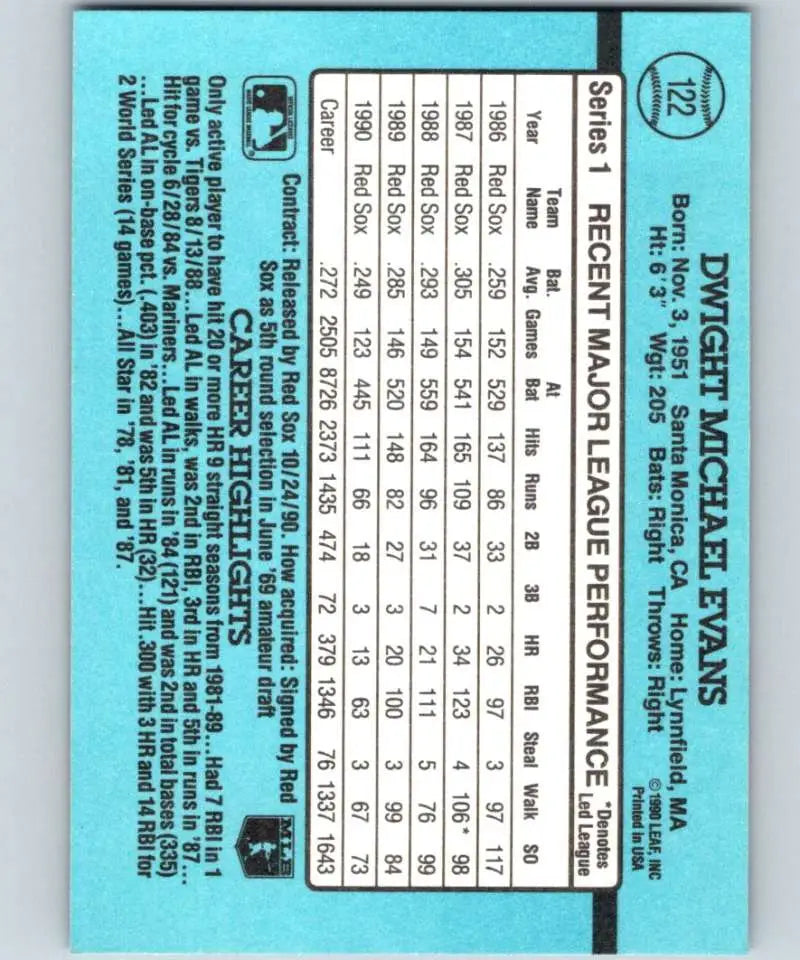 122
DWIGHT MICHAEL EVANS
Born: Nov. 3, 1951 Santa Monica, CA Home: Lynnfield, MA
Ht: 6'3" Wgt: 205 Bats: Right Throws: Right
©1990 LEAF, INC
Printed in USA
Series 1 RECENT MAJOR LEAGUE PERFORMANCE *Denotes Led League
Year Team Name Bat. Avg. Games At Bat Hits Runs 2B 3B HR RBI Steal Walk SO
1986 Red Sox .259 152 529 137 86 33 2 26 97 3 97 117
1987 Red Sox .305 154 541 165 109 37 2 34 123 4 106* 98
1988 Red Sox .293 149 559 164 96 31 7 21 111 5 76 99
1989 Red Sox .285 146 520 148 82 27 3 20 100 3 99 84
1990 Red Sox .249 123 445 111 66 18 3 13 63 3 67 73
Career .272 2505 8726 2373 1435 474 72 379 1346 76 1337 1643
Contract: Released by Red Sox 10/24/90. How acquired: Signed by Red
Sox as 5th round selection in June '69 amateur draft
MLB
CAREER HIGHLIGHTS
Only active player to have hit 20 or more HR 9 straight seasons from 1981-89...Had 7 RBI in 1
game vs. Tigers 8/13/88...Led AL in walks, was 2nd in RBI, 3rd in HR and 5th in runs in '87...
Hit for cycle 6/28/84 vs. Mariners...Led AL in runs in '84 (121) and was 2nd in total bases (335)
...Led AL in on-base pct. (.403) in '82 and was 5th in HR (32)...Hit .300 with 3 HR and 14 RBI for
2 World Series (14 games)...All Star in '78, '81, and '87.